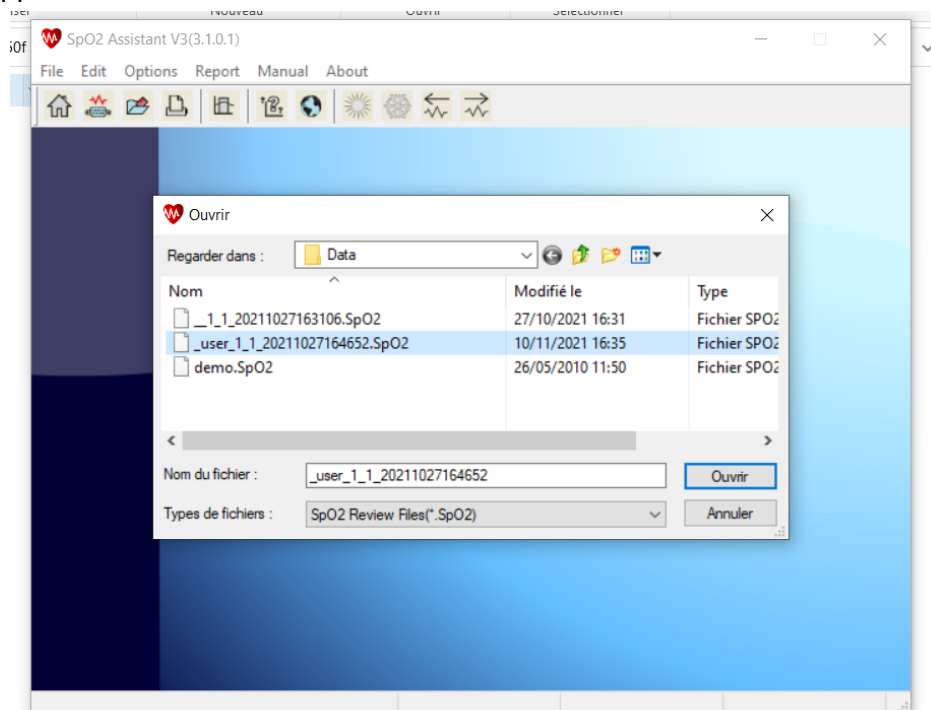 Nouveau Ouvrir Sélectionner
SpO2 Assistant V3(3.1.0.1)
File Edit Options Report Manual About
Ouvrir
Regarder dans : Data
Nom Modifié le Type
__1_1_20211027163106.SpO2 27/10/2021 16:31 Fichier SPO2
_user_1_1_20211027164652.SpO2 10/11/2021 16:35 Fichier SPO2
demo.SpO2 26/05/2010 11:50 Fichier SPO2
Nom du fichier : _user_1_1_20211027164652 Ouvrir
Types de fichiers : SpO2 Review Files(*.SpO2) Annuler